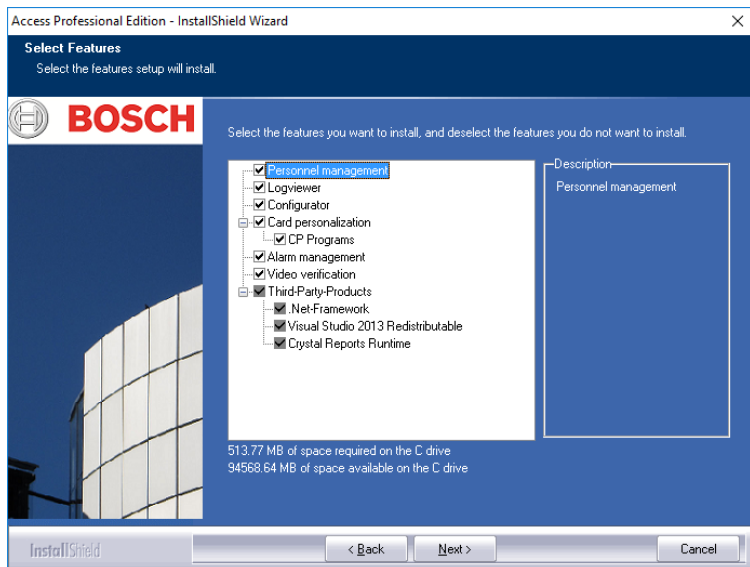 Access Professional Edition - InstallShield Wizard
Select Features
Select the features setup will install.
BOSCH
Select the features you want to install, and deselect the features you do not want to install.
Personnel management
Logviewer
Configurator
Card personalization
CP Programs
Alarm management
Video verification
Third-Party-Products
.Net-Framework
Visual Studio 2013 Redistributable
Crystal Reports Runtime
Description
Personnel management
513.77 MB of space required on the C drive
94568.64 MB of space available on the C drive
InstallShield
< Back
Next >
Cancel